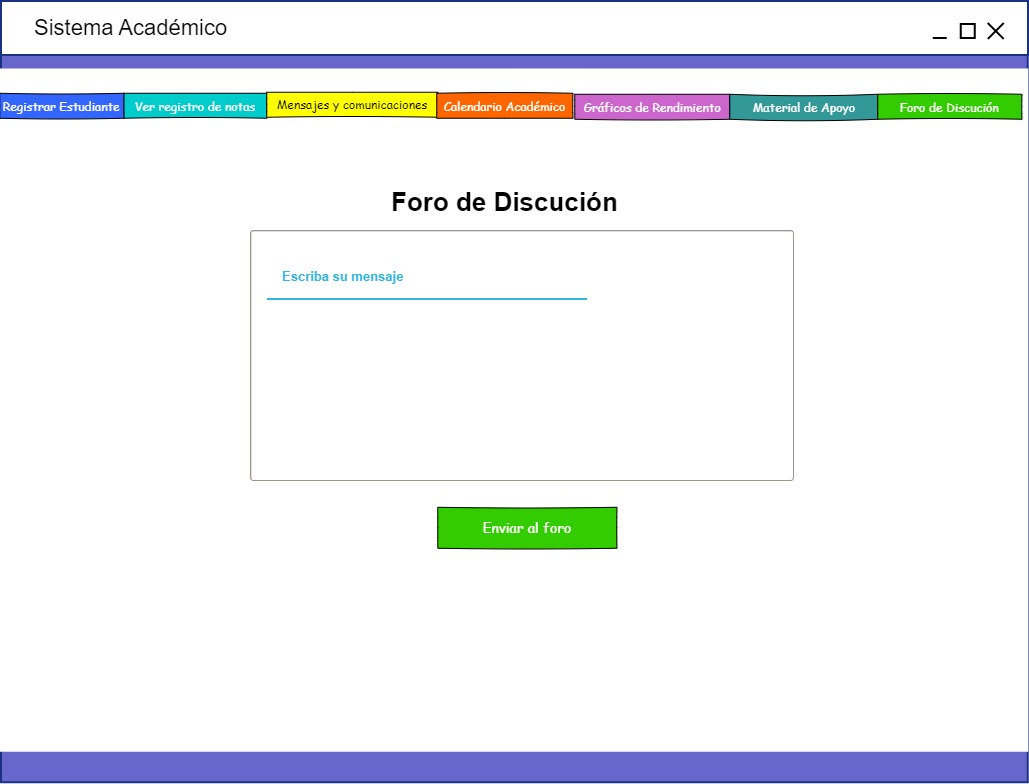 Sistema Académico
Registrar Estudiante Ver registro de notas Mensajes y comunicaciones Calendario Académico Gráficos de Rendimiento Material de Apoyo Foro de Discución
Foro de Discución
Escriba su mensaje
Enviar al foro